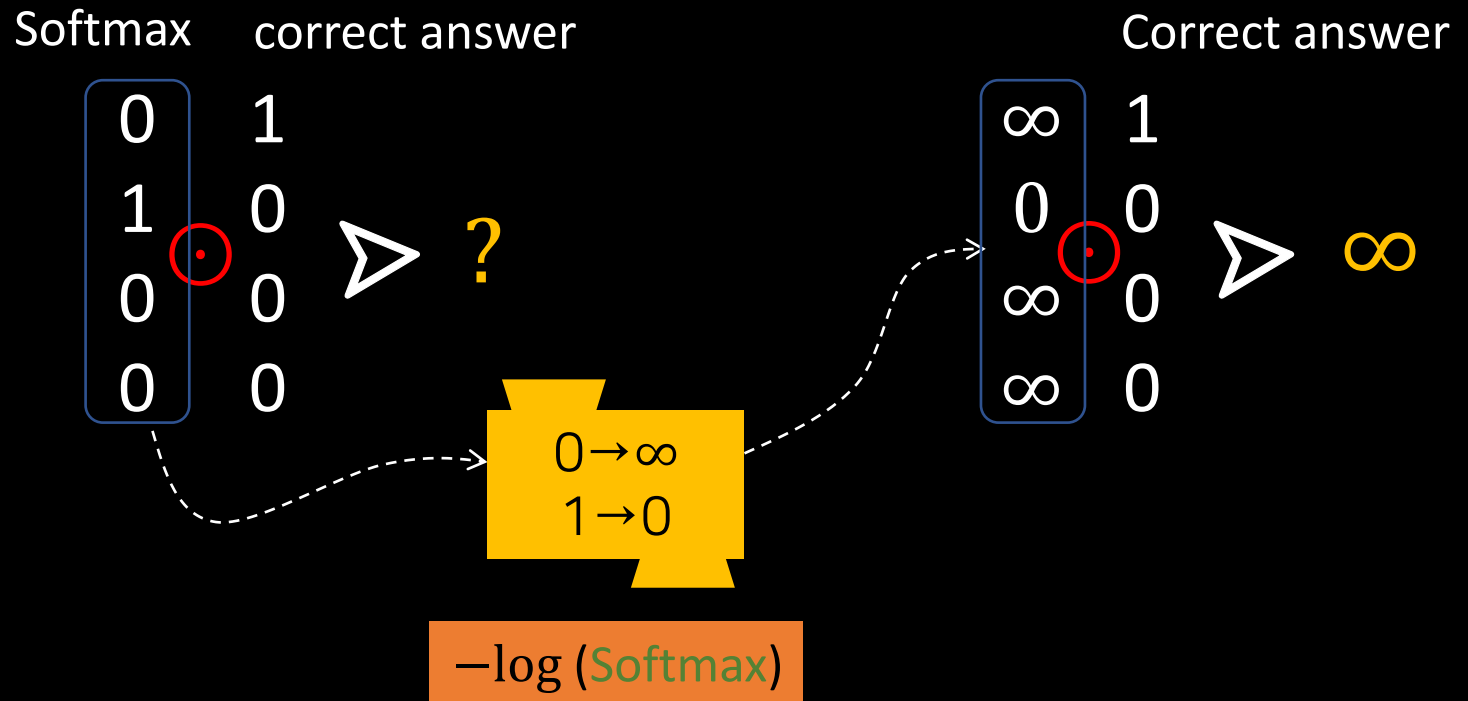 Softmax correct answer Correct answer
0 1 ∞ 1
1 0 0 0
? ∞
0 0 ∞ 0
0 0 ∞ 0
0→∞
1→0
−log (Softmax)